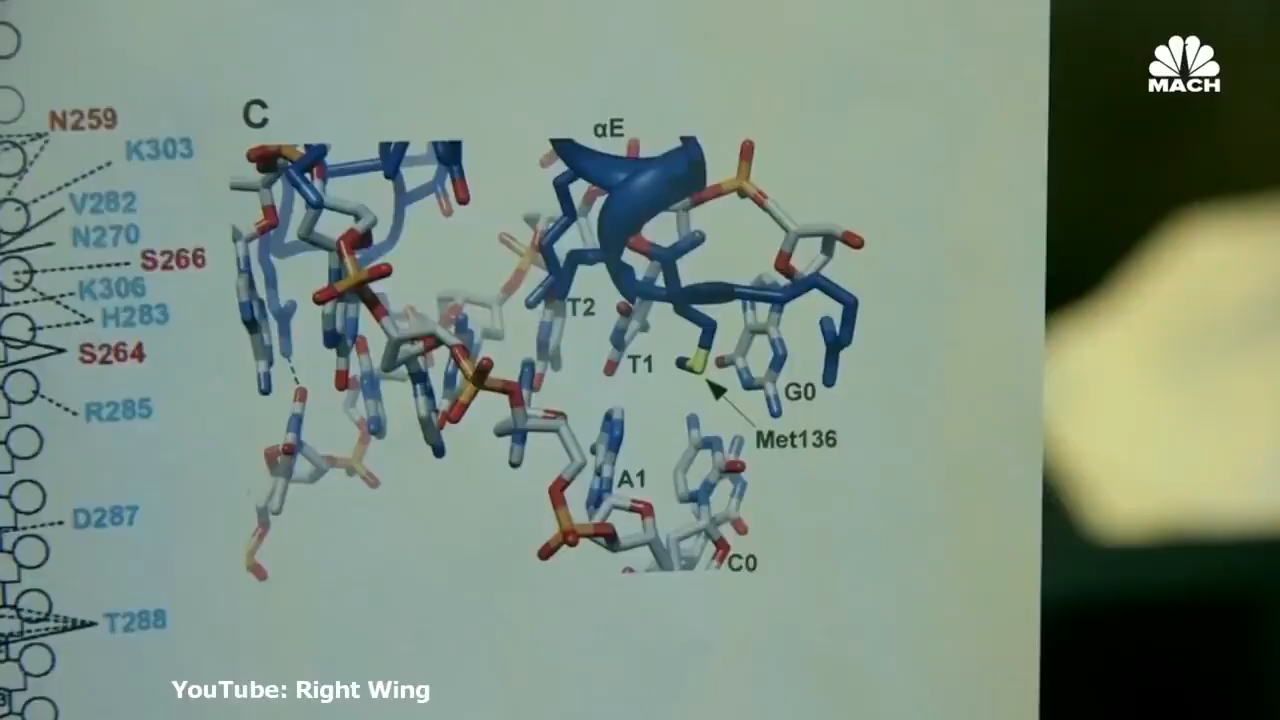 MACH
C
N259
K303
αE
V282
N270
S266
K306
H283
T2
S264
T1
R285
G0
Met136
A1
D287
C0
T288
YouTube: Right Wing